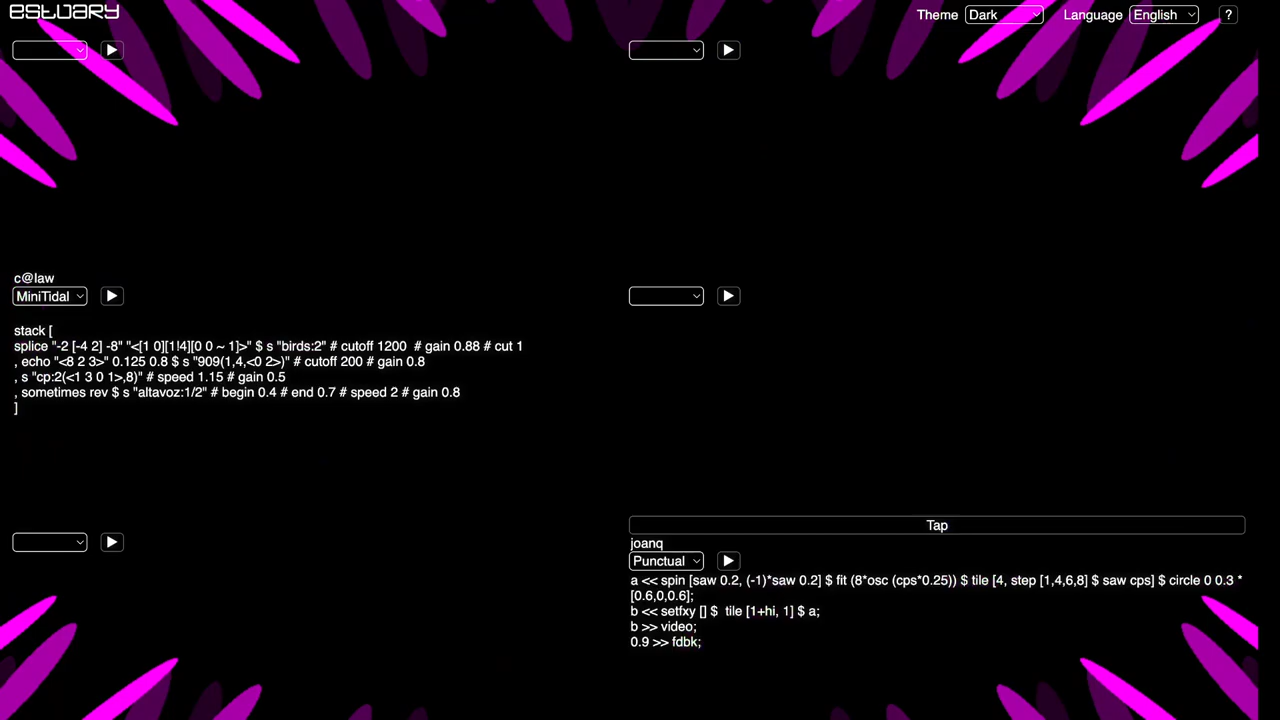 estuary
Theme Dark Language English ?
c@law
MiniTidal
stack [
splice "-2 [-4 2] -8" "<[1 0][1!4][0 0 ~ 1]>" $ s "birds:2" # cutoff 1200 # gain 0.88 # cut 1
, echo "<8 2 3>" 0.125 0.8 $ s "909(1,4,<0 2>)" # cutoff 200 # gain 0.8
, s "cp:2(<1 3 0 1>,8)" # speed 1.15 # gain 0.5
, sometimes rev $ s "altavoz:1/2" # begin 0.4 # end 0.7 # speed 2 # gain 0.8
]
Tap
joanq
Punctual
a << spin [saw 0.2, (-1)*saw 0.2] $ fit (8*osc (cps*0.25)) $ tile [4, step [1,4,6,8] $ saw cps] $ circle 0 0.3 *
[0.6,0,0.6];
b << setfxy [] $ tile [1+hi, 1] $ a;
b >> video;
0.9 >> fdbk;